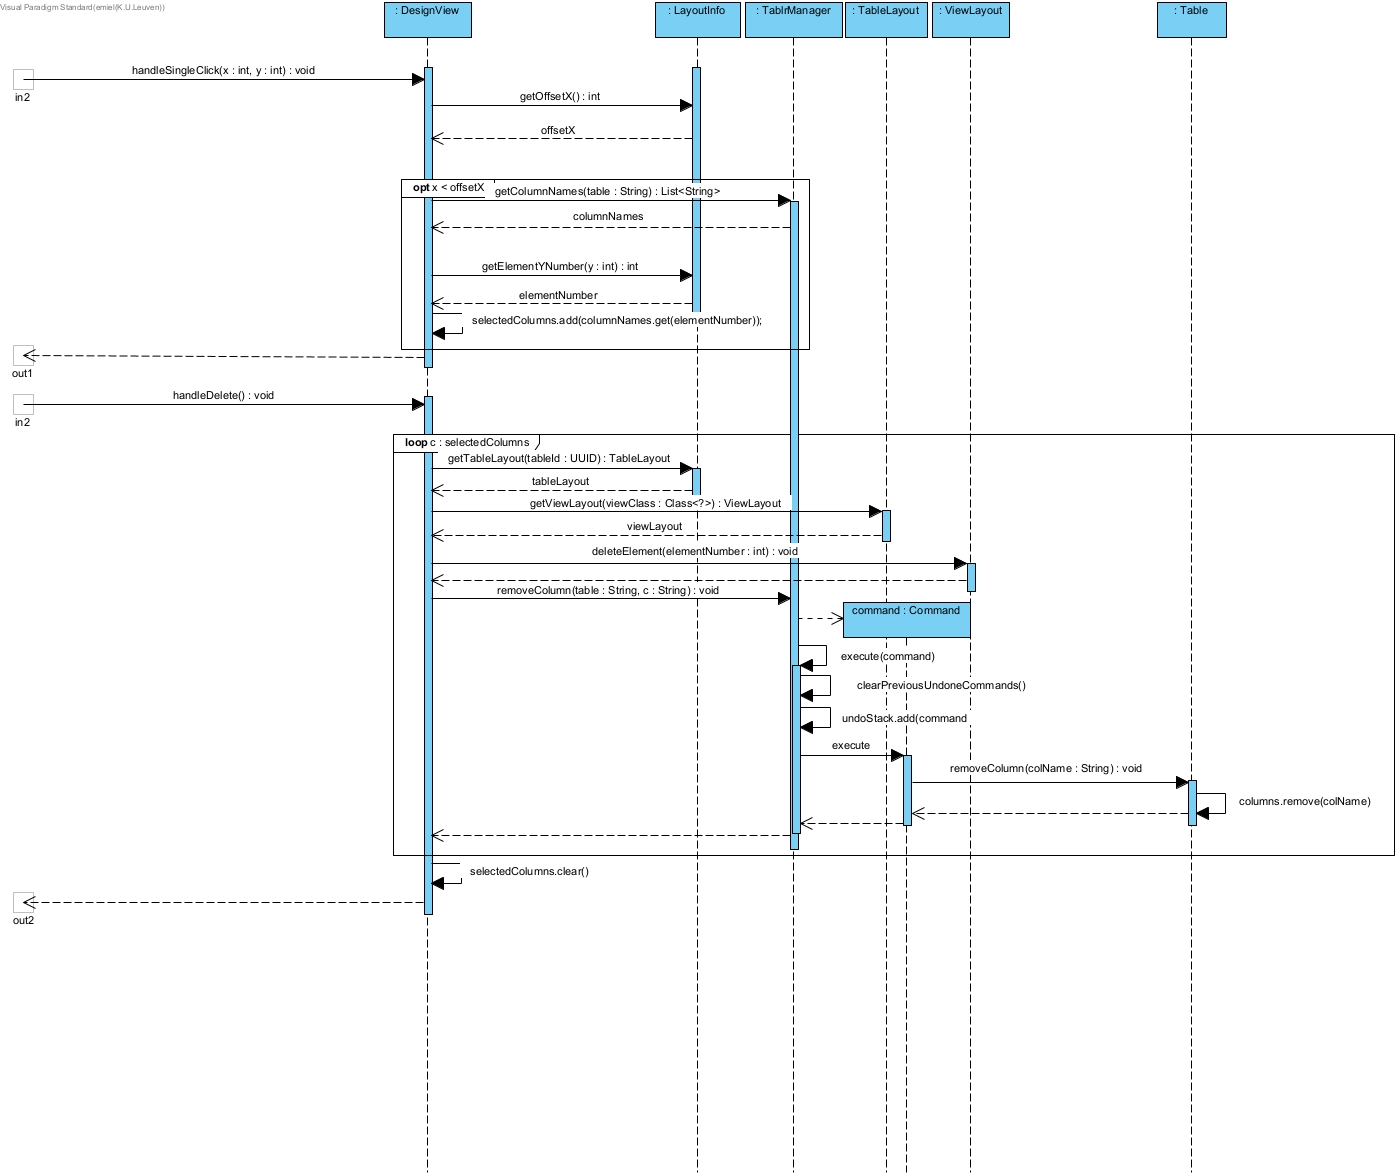 Visual Paradigm Standard(emiel(K.U.Leuven))
: DesignView
: LayoutInfo
: TablrManager
: TableLayout
: ViewLayout
: Table
handleSingleClick(x : int, y : int) : void
in2
getOffsetX() : int
offsetX
opt x < offsetX
getColumnNames(table : String) : List<String>
columnNames
getElementYNumber(y : int) : int
elementNumber
selectedColumns.add(columnNames.get(elementNumber));
out1
handleDelete() : void
in2
loop c : selectedColumns
getTableLayout(tableId : UUID) : TableLayout
tableLayout
getViewLayout(viewClass : Class<?>) : ViewLayout
viewLayout
deleteElement(elementNumber : int) : void
removeColumn(table : String, c : String) : void
command : Command
execute(command)
clearPreviousUndoneCommands()
undoStack.add(command
execute
removeColumn(colName : String) : void
columns.remove(colName)
selectedColumns.clear()
out2